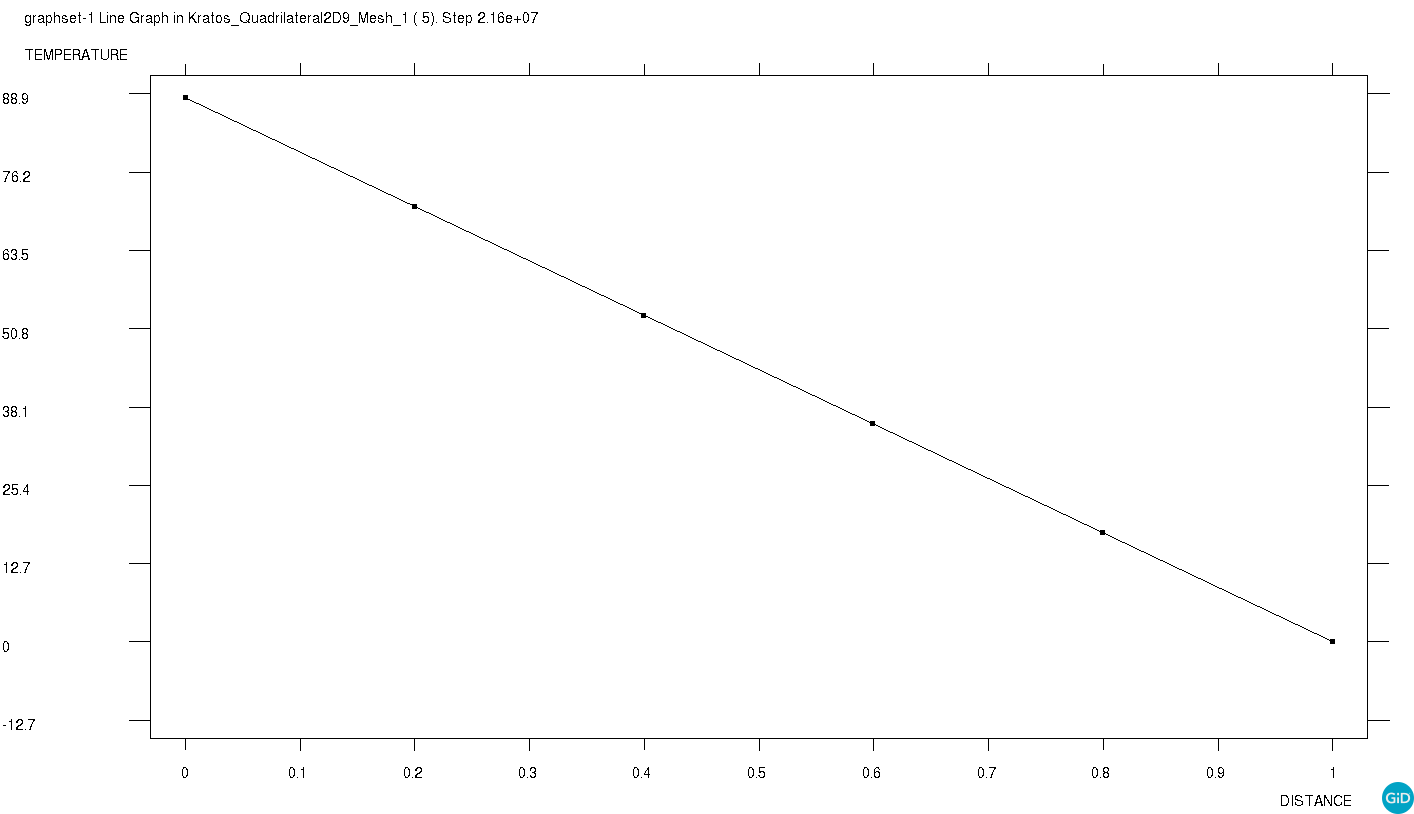 graphset-1 Line Graph in Kratos_Quadrilateral2D9_Mesh_1 ( 5). Step 2.16e+07
TEMPERATURE
88.9
76.2
63.5
50.8
38.1
25.4
12.7
0
-12.7
0 0.1 0.2 0.3 0.4 0.5 0.6 0.7 0.8 0.9 1
DISTANCE
GiD